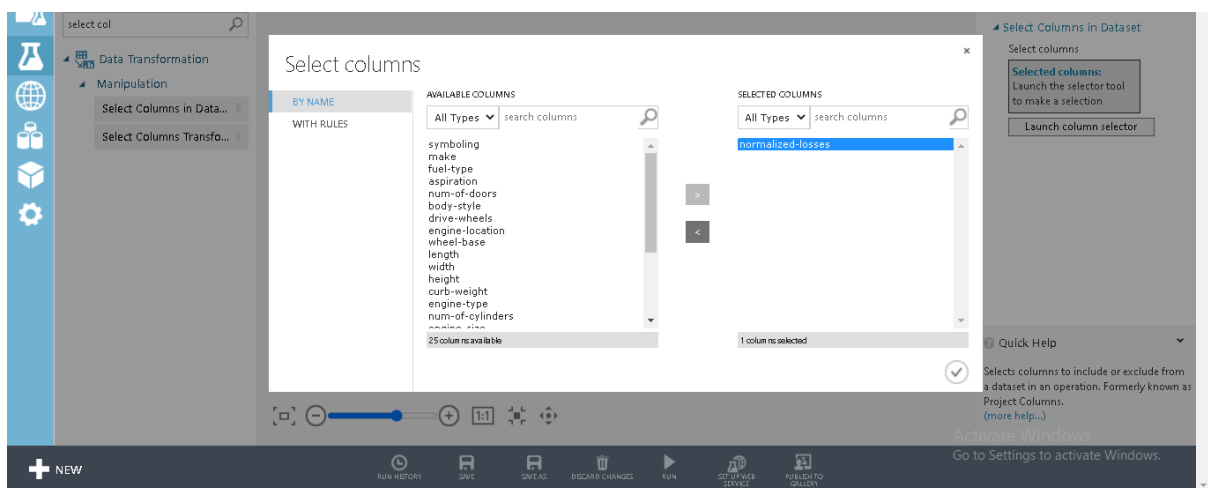 select col
Data Transformation
Manipulation
Select Columns in Data...
Select Columns Transfo...
Select columns
BY NAME
WITH RULES
AVAILABLE COLUMNS
All Types search columns
symboling
make
fuel-type
aspiration
num-of-doors
body-style
drive-wheels
engine-location
wheel-base
length
width
height
curb-weight
engine-type
num-of-cylinders
engine-size
25 columns available
>
<
SELECTED COLUMNS
All Types search columns
normalized-losses
1 columns selected
Select Columns in Dataset
Select columns
Selected columns:
Launch the selector tool
to make a selection
Launch column selector
Quick Help
Selects columns to include or exclude from
a dataset in an operation. Formerly known as
Project Columns.
(more help...)
1:1
Activate Windows
Go to Settings to activate Windows.
NEW
RUN HISTORY
SAVE
SAVE AS
DISCARD CHANGES
RUN
SET UP WEB
SERVICE
PUBLISH TO
GALLERY